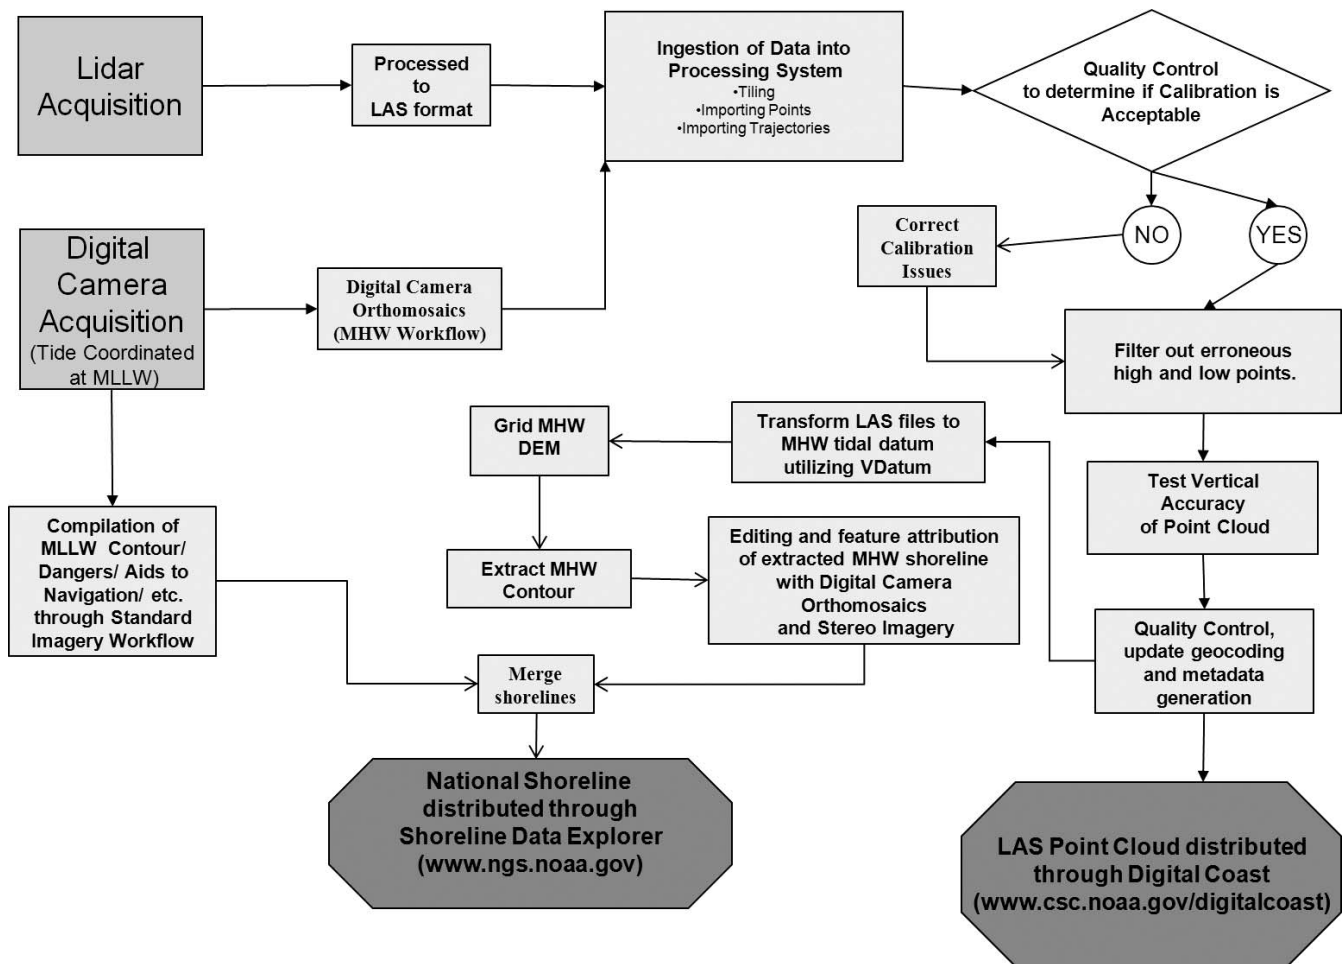 Lidar
Acquisition
Processed
to
LAS format
Ingestion of Data into
Processing System
•Tiling
•Importing Points
•Importing Trajectories
Quality Control
to determine if Calibration is
Acceptable
NO
YES
Correct
Calibration
Issues
Digital
Camera
Acquisition
(Tide Coordinated
at MLLW)
Digital Camera
Orthomosaics
(MHW Workflow)
Filter out erroneous
high and low points.
Grid MHW
DEM
Transform LAS files to
MHW tidal datum
utilizing VDatum
Test Vertical
Accuracy
of Point Cloud
Compilation of
MLLW Contour/
Dangers/ Aids to
Navigation/ etc.
through Standard
Imagery Workflow
Extract MHW
Contour
Editing and feature attribution
of extracted MHW shoreline
with Digital Camera
Orthomosaics
and Stereo Imagery
Quality Control,
update geocoding
and metadata
generation
Merge
shorelines
National Shoreline
distributed through
Shoreline Data Explorer
(www.ngs.noaa.gov)
LAS Point Cloud distributed
through Digital Coast
(www.csc.noaa.gov/digitalcoast)